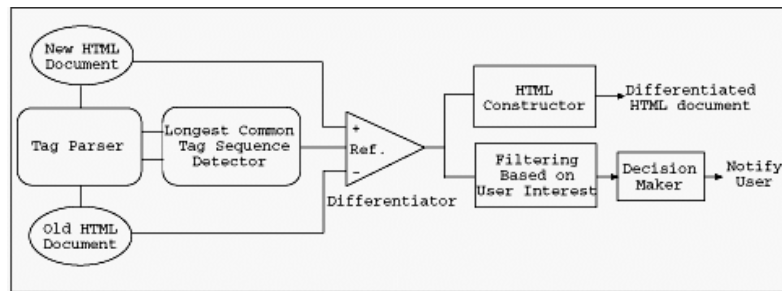 New HTML
Document
Tag Parser
Longest Common
Tag Sequence
Detector
Old HTML
Document
+
Ref.
−
Differentiator
HTML
Constructor
Differentiated
HTML document
Filtering
Based on
User Interest
Decision
Maker
Notify
User